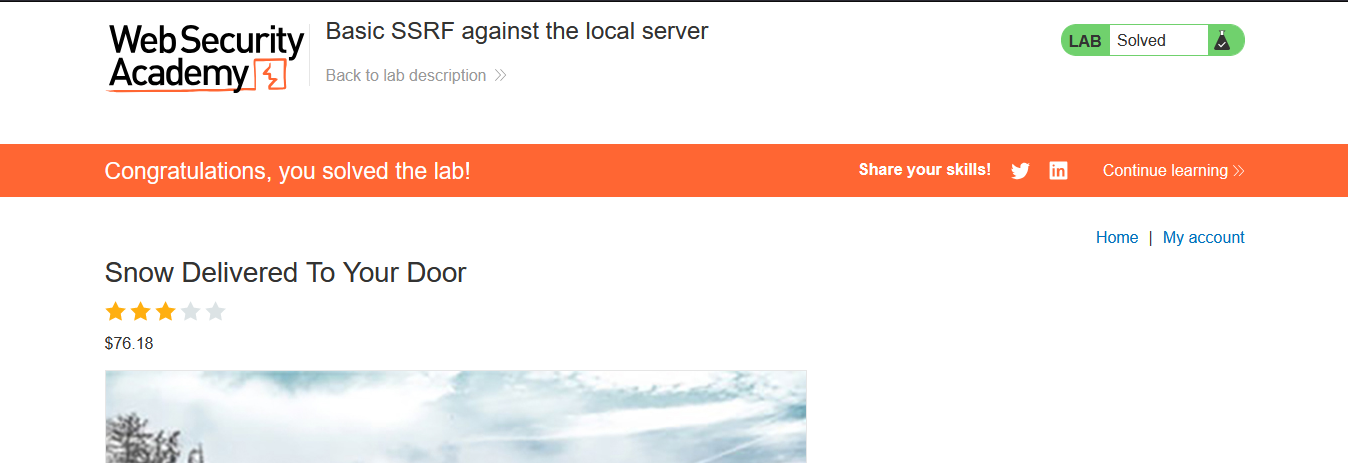 Web Security
Academy
Basic SSRF against the local server
Back to lab description
LAB Solved
Congratulations, you solved the lab!
Share your skills!
Continue learning
Home | My account
Snow Delivered To Your Door
$76.18